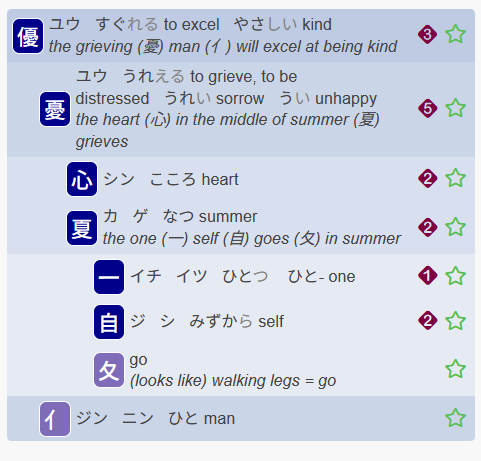 優 ユウ すぐれる to excel やさしい kind 3
the grieving (憂) man (亻) will excel at being kind
ユウ うれえる to grieve, to be
憂 distressed うれい sorrow うい unhappy 5
the heart (心) in the middle of summer (夏)
grieves
心 シン こころ heart 2
夏 カ ゲ なつ summer 2
the one (一) self (自) goes (夂) in summer
一 イチ イツ ひとつ ひと- one 1
自 ジ シ みずから self 2
夂 go
(looks like) walking legs = go
亻 ジン ニン ひと man